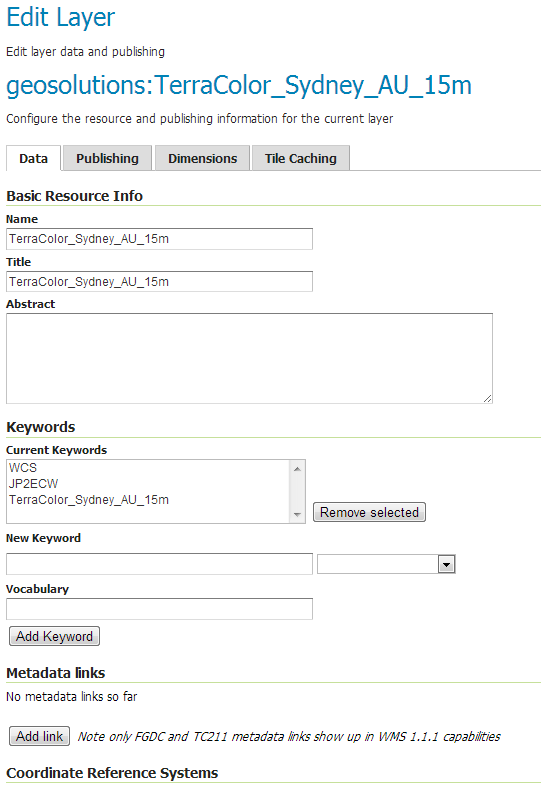 Edit Layer
Edit layer data and publishing
geosolutions:TerraColor_Sydney_AU_15m
Configure the resource and publishing information for the current layer
Data Publishing Dimensions Tile Caching
Basic Resource Info
Name
TerraColor_Sydney_AU_15m
Title
TerraColor_Sydney_AU_15m
Abstract
Keywords
Current Keywords
WCS
JP2ECW
TerraColor_Sydney_AU_15m
Remove selected
New Keyword
Vocabulary
Add Keyword
Metadata links
No metadata links so far
Add link Note only FGDC and TC211 metadata links show up in WMS 1.1.1 capabilities
Coordinate Reference Systems